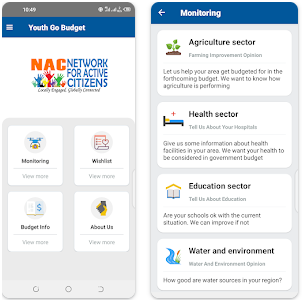 10:49
Youth Go Budget
NAC NETWORK
FOR ACTIVE
CITIZENS
Locally Engaged, Globally Connected
Monitoring
View more
Wishlist
View more
Budget Info
View more
About Us
View more
Monitoring
Agriculture sector
Farming Improvement Opinion
Let us help your area get budgeted for in the
forthcoming budget. We want to know how
agriculture is performing
Health sector
Tell Us About Your Hospitals
Give us some information about health
facilities in your area. We want your health to
be considered in government budget
Education sector
Tell Us About Education
Are your schools ok with the current
situation. We can improve if not
Water and environment
Water And Environment Opinion
How good are water sources in your region?